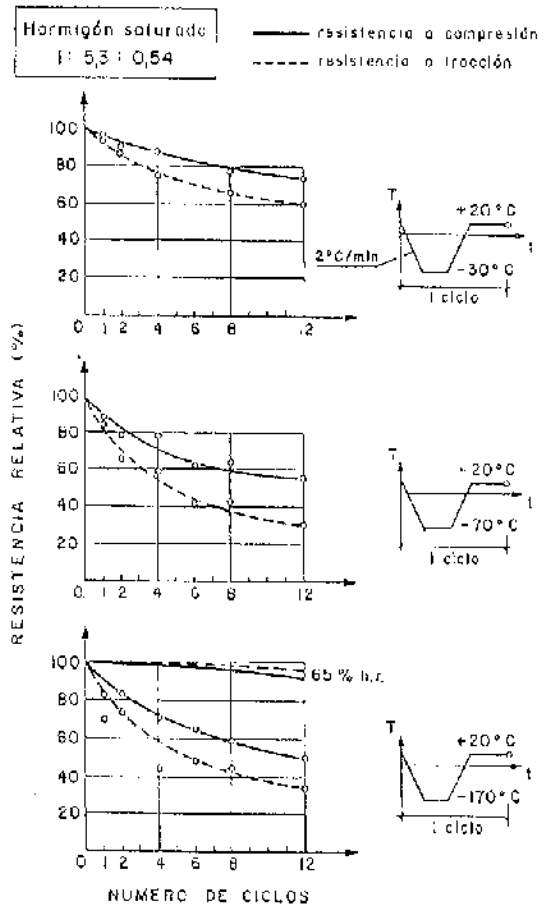 Hormigón saturado
1: 5,3 : 0,54
resistencia a compresión
resistencia a tracción
RESISTENCIA RELATIVA (%)
100
80
60
40
20
0 1 2 4 6 8 12
T
+20°C
t
2°C/min
-30°C
1 ciclo
100
80
60
40
20
0 1 2 4 6 8 12
T
+20°C
t
-70°C
1 ciclo
100
80
60
40
20
65 % h.r.
0 1 2 4 6 8 12
T
+20°C
t
-170°C
1 ciclo
NUMERO DE CICLOS